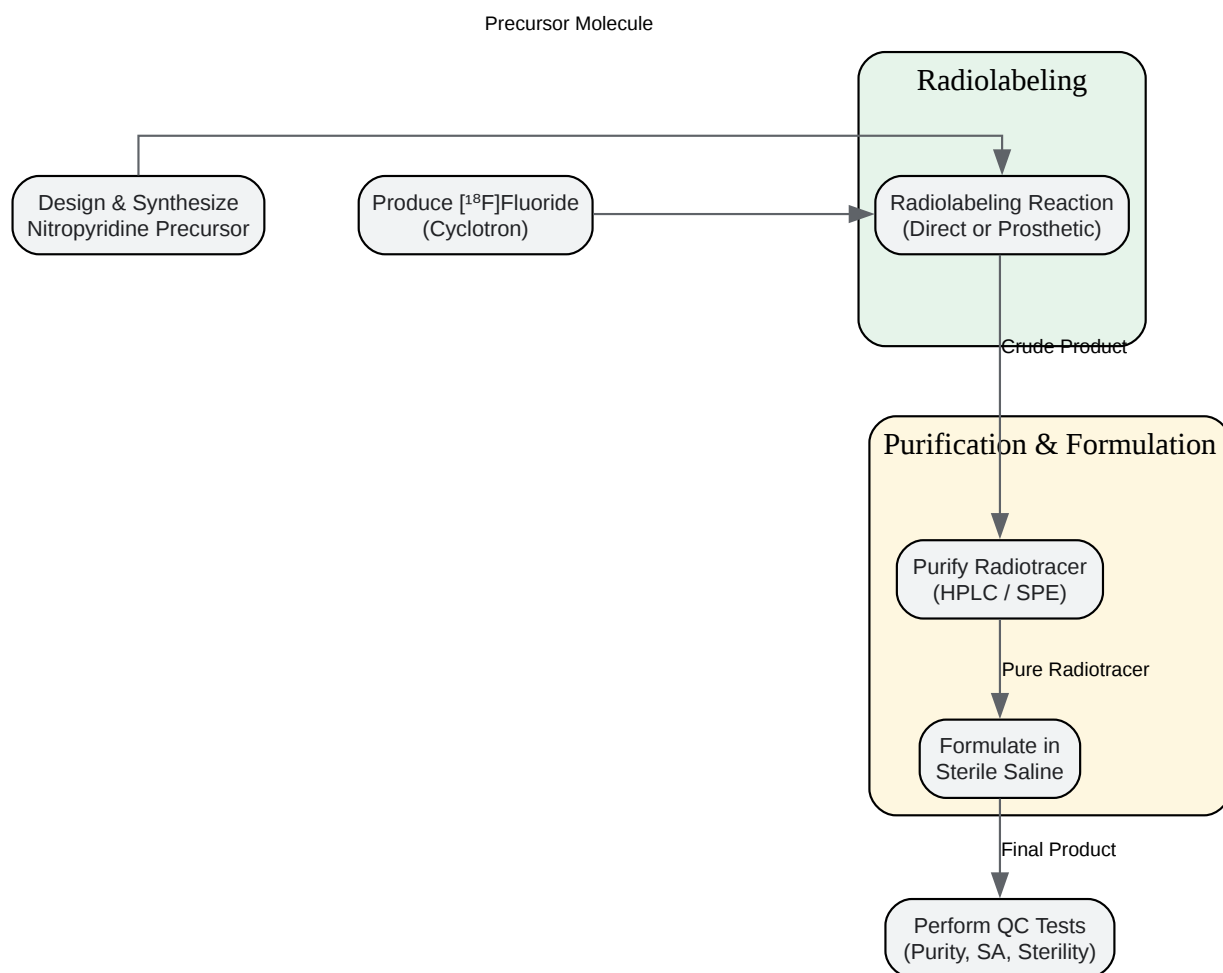 Precursor Molecule
Radiolabeling
Design & Synthesize
Nitropyridine Precursor
Produce [¹⁸F]Fluoride
(Cyclotron)
Radiolabeling Reaction
(Direct or Prosthetic)
Crude Product
Purification & Formulation
Purify Radiotracer
(HPLC / SPE)
Pure Radiotracer
Formulate in
Sterile Saline
Final Product
Perform QC Tests
(Purity, SA, Sterility)